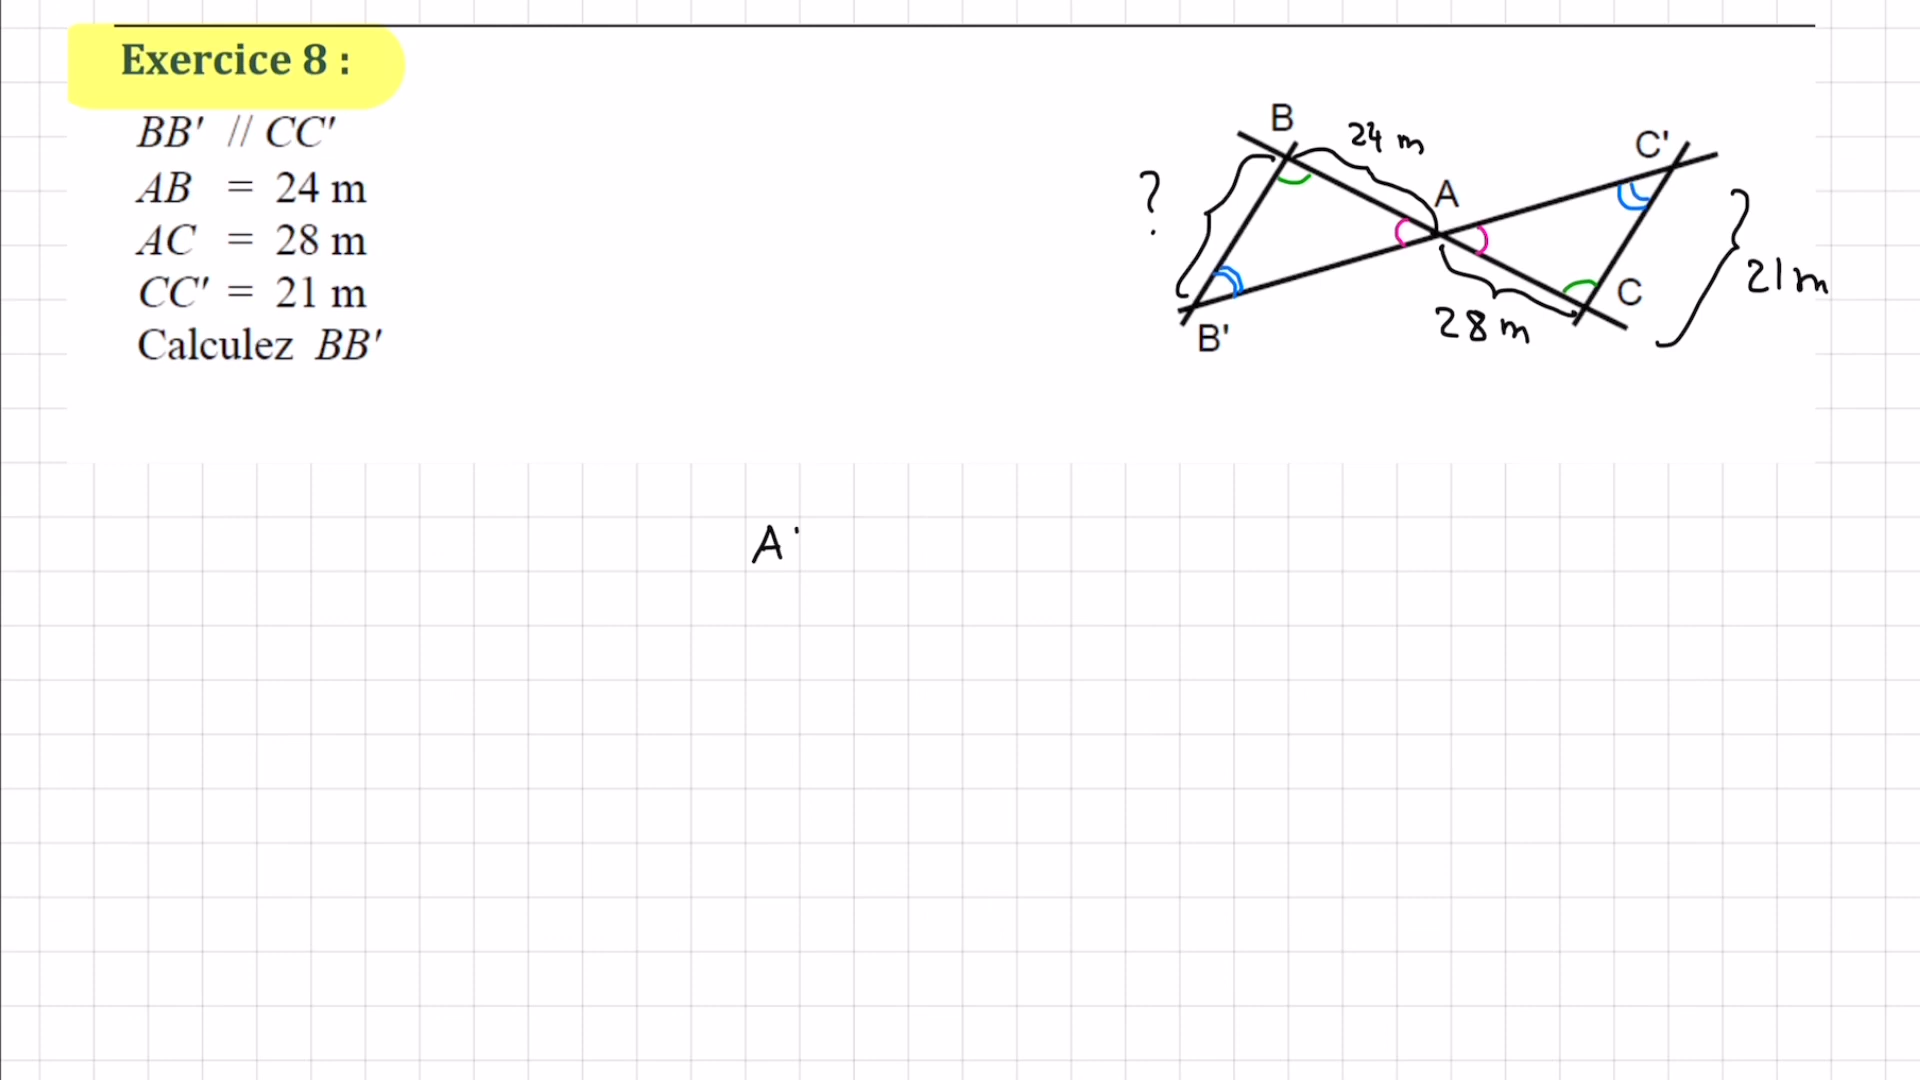 Exercice 8 :
BB' // CC'
AB = 24 m
AC = 28 m
CC' = 21 m
Calculez BB'
B
24 m
C'
?
A
21 m
C
28 m
B'
A'